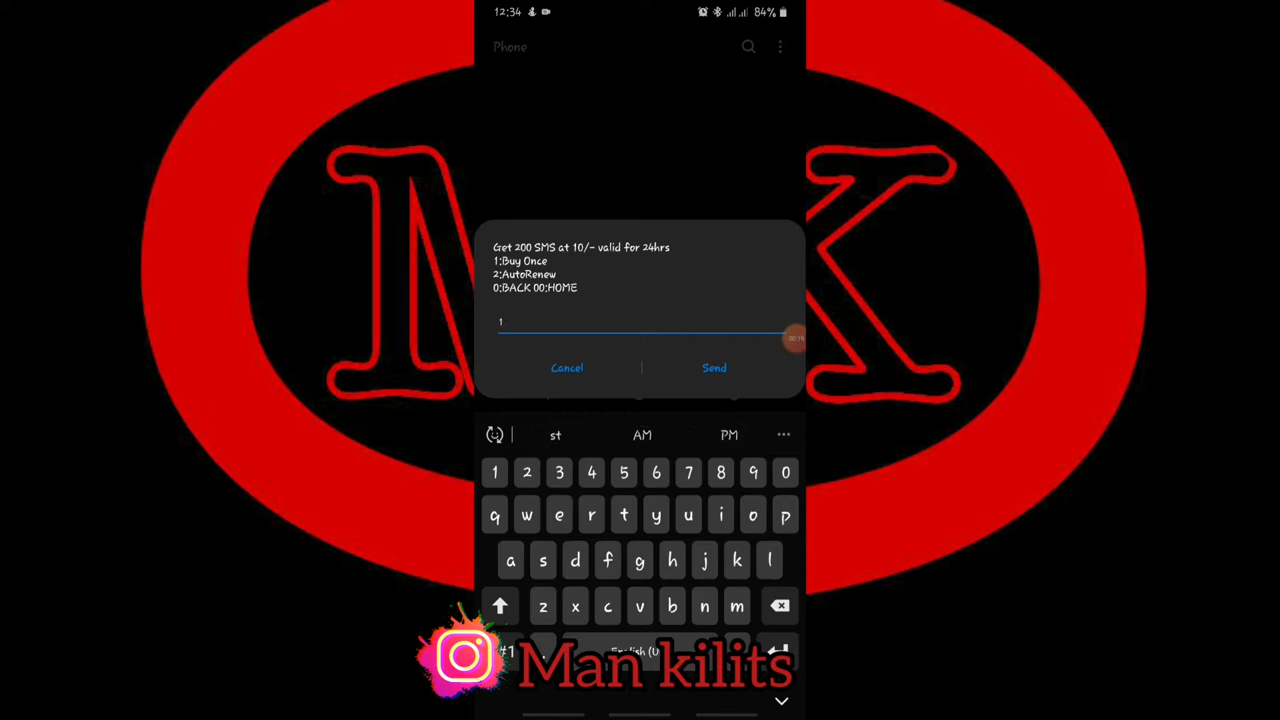 12:34
84%
Phone
M K
Get 200 SMS at 10/- valid for 24hrs
1:Buy Once
2:AutoRenew
0:BACK 00:HOME
1
00:19
Cancel
Send
st AM PM
1 2 3 4 5 6 7 8 9 0
q w e r t y u i o p
a s d f g h j k l
z x c v b n m
#1 , English (U
Man kilits